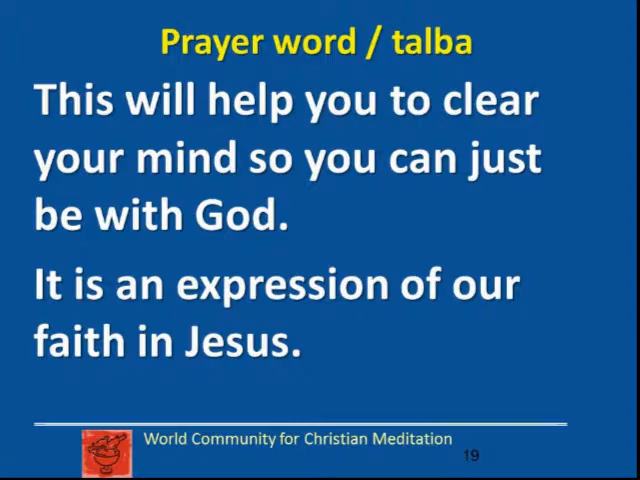 Prayer word / talba
This will help you to clear
your mind so you can just
be with God.
It is an expression of our
faith in Jesus.
World Community for Christian Meditation
19